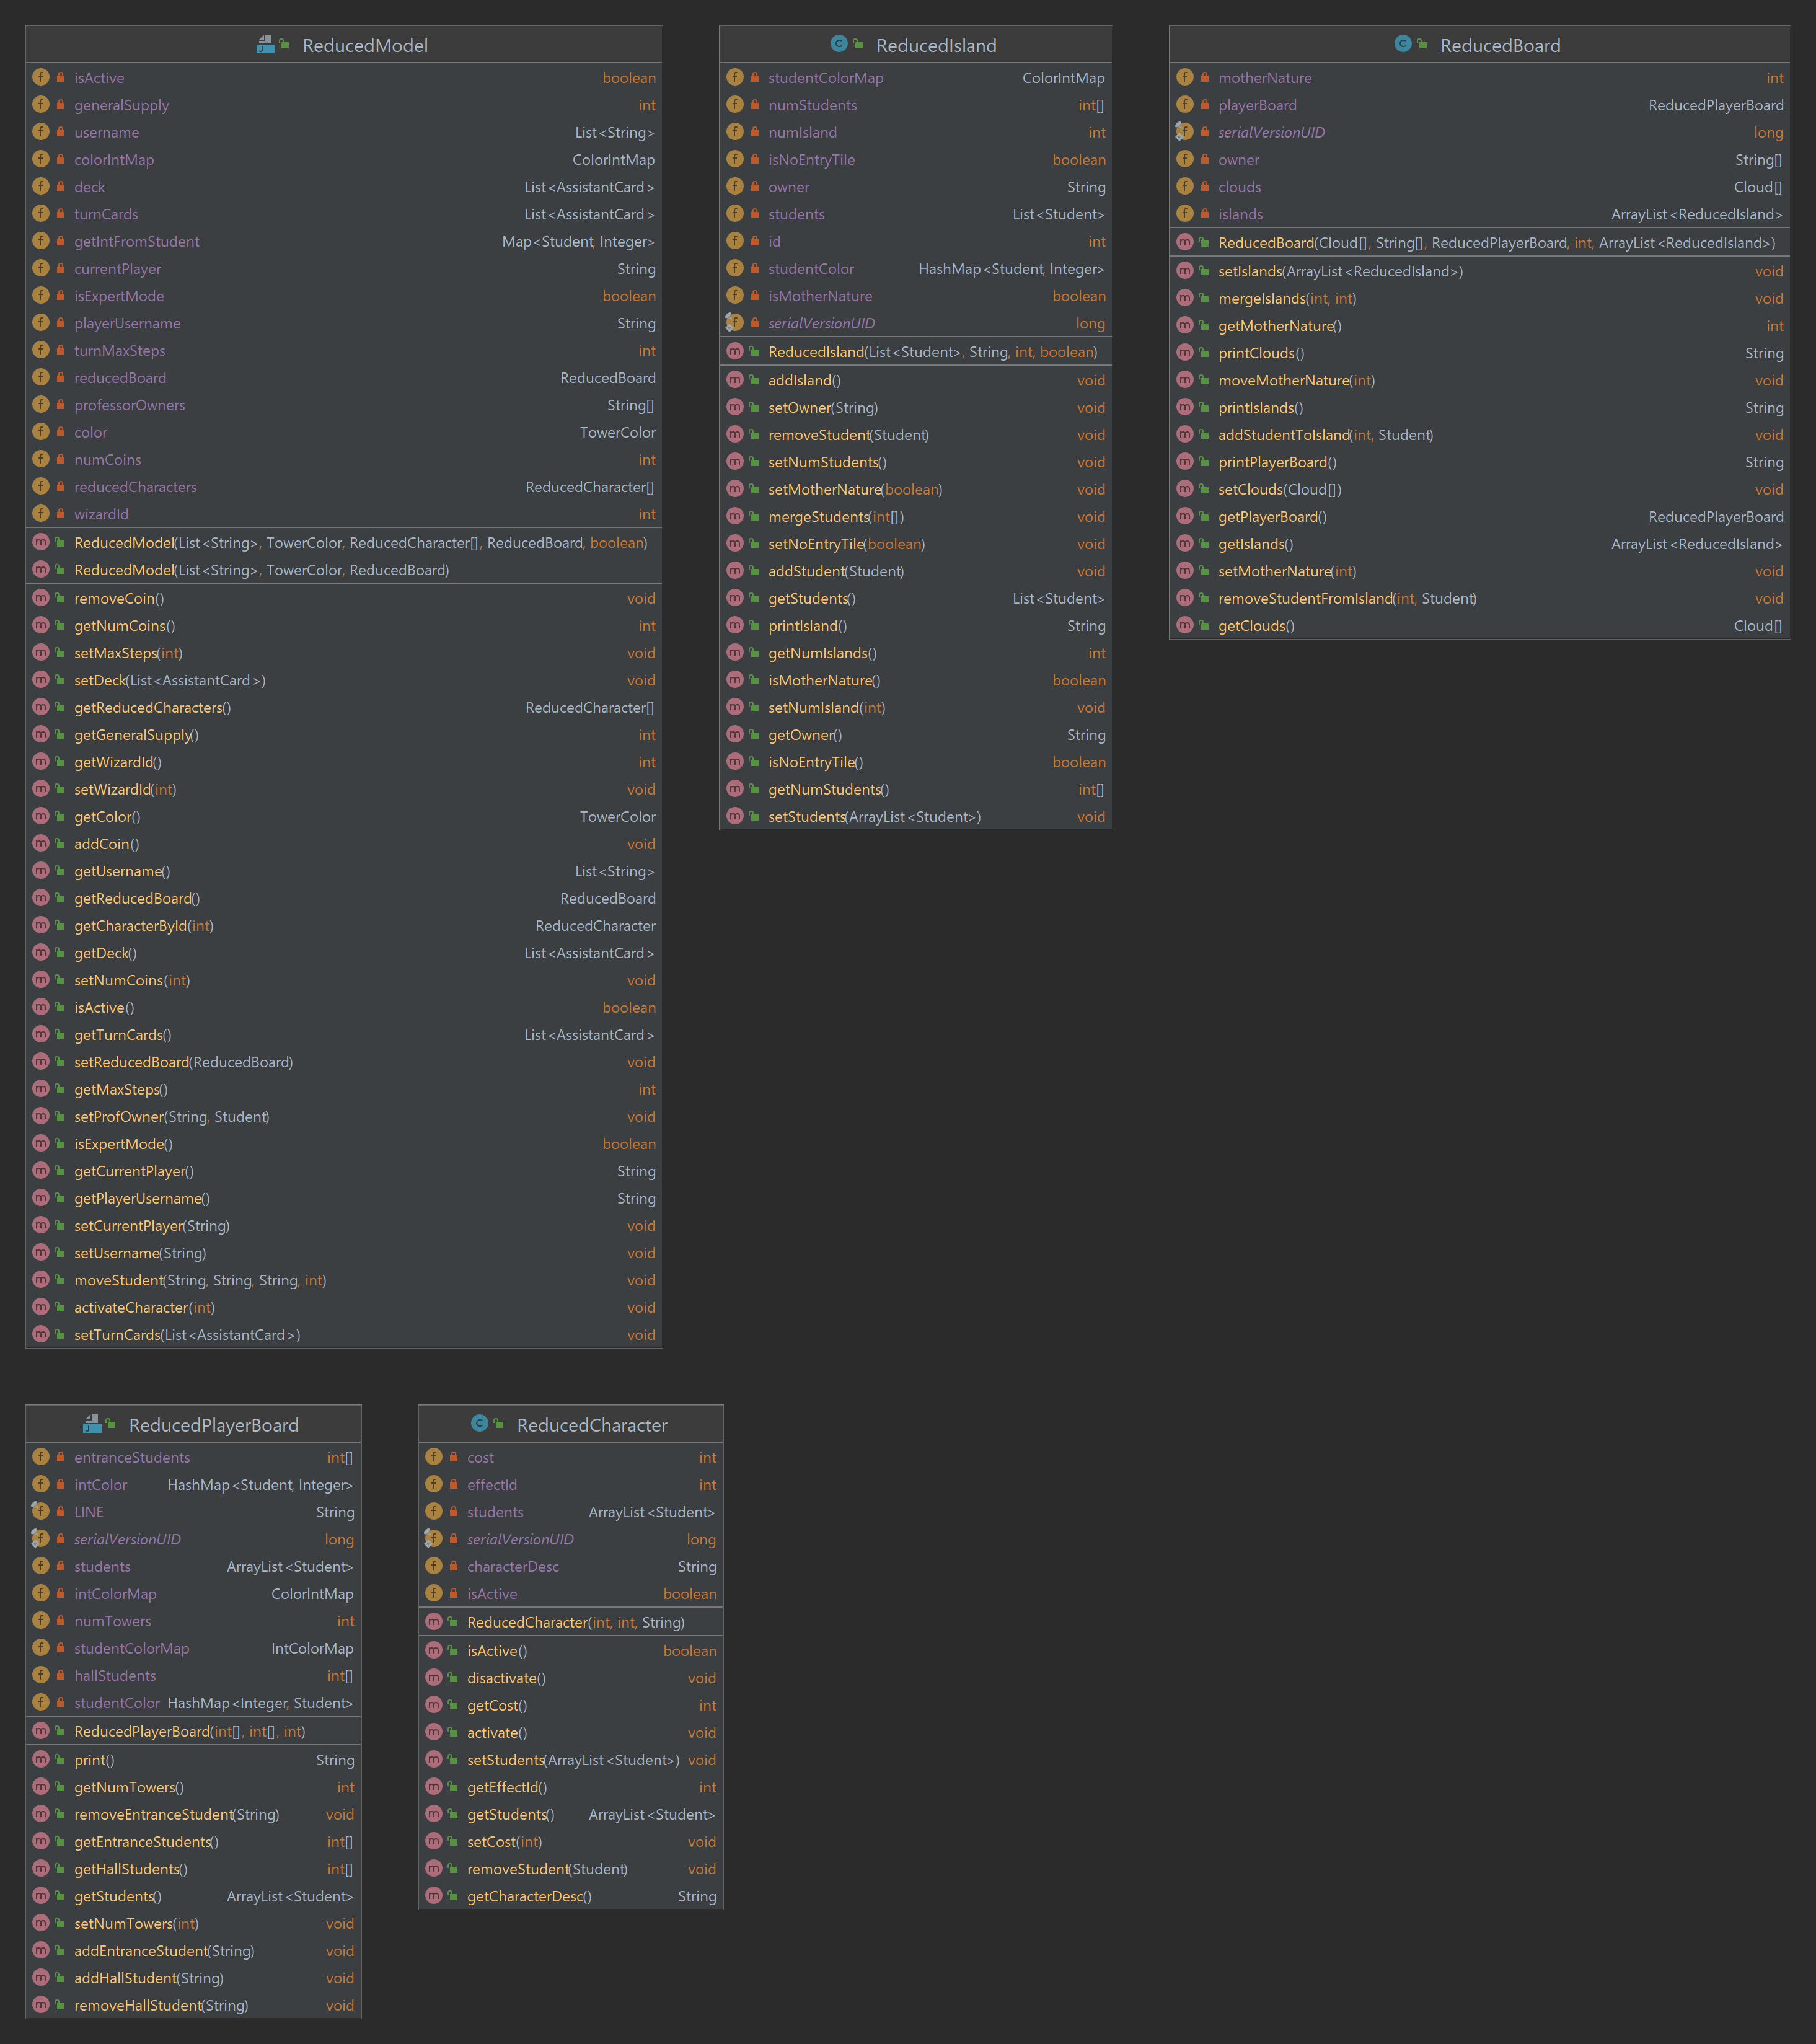 ReducedModel
isActive boolean
generalSupply int
username List<String>
colorIntMap ColorIntMap
deck List<AssistantCard>
turnCards List<AssistantCard>
getIntFromStudent Map<Student, Integer>
currentPlayer String
isExpertMode boolean
playerUsername String
turnMaxSteps int
reducedBoard ReducedBoard
professorOwners String[]
color TowerColor
numCoins int
reducedCharacters ReducedCharacter[]
wizardId int
ReducedModel(List<String>, TowerColor, ReducedCharacter[], ReducedBoard, boolean)
ReducedModel(List<String>, TowerColor, ReducedBoard)
removeCoin() void
getNumCoins() int
setMaxSteps(int) void
setDeck(List<AssistantCard>) void
getReducedCharacters() ReducedCharacter[]
getGeneralSupply() int
getWizardId() int
setWizardId(int) void
getColor() TowerColor
addCoin() void
getUsername() List<String>
getReducedBoard() ReducedBoard
getCharacterById(int) ReducedCharacter
getDeck() List<AssistantCard>
setNumCoins(int) void
isActive() boolean
getTurnCards() List<AssistantCard>
setReducedBoard(ReducedBoard) void
getMaxSteps() int
setProfOwner(String, Student) void
isExpertMode() boolean
getCurrentPlayer() String
getPlayerUsername() String
setCurrentPlayer(String) void
setUsername(String) void
moveStudent(String, String, String, int) void
activateCharacter(int) void
setTurnCards(List<AssistantCard>) void
ReducedIsland
studentColorMap ColorIntMap
numStudents int[]
numIsland int
isNoEntryTile boolean
owner String
students List<Student>
id int
studentColor HashMap<Student, Integer>
isMotherNature boolean
serialVersionUID long
ReducedIsland(List<Student>, String, int, boolean)
addIsland() void
setOwner(String) void
removeStudent(Student) void
setNumStudents() void
setMotherNature(boolean) void
mergeStudents(int[]) void
setNoEntryTile(boolean) void
addStudent(Student) void
getStudents() List<Student>
printIsland() String
getNumIslands() int
isMotherNature() boolean
setNumIsland(int) void
getOwner() String
isNoEntryTile() boolean
getNumStudents() int[]
setStudents(ArrayList<Student>) void
ReducedBoard
motherNature int
playerBoard ReducedPlayerBoard
serialVersionUID long
owner String[]
clouds Cloud[]
islands ArrayList<ReducedIsland>
ReducedBoard(Cloud[], String[], ReducedPlayerBoard, int, ArrayList<ReducedIsland>)
setIslands(ArrayList<ReducedIsland>) void
mergeIslands(int, int) void
getMotherNature() int
printClouds() String
moveMotherNature(int) void
printIslands() String
addStudentToIsland(int, Student) void
printPlayerBoard() String
setClouds(Cloud[]) void
getPlayerBoard() ReducedPlayerBoard
getIslands() ArrayList<ReducedIsland>
setMotherNature(int) void
removeStudentFromIsland(int, Student) void
getClouds() Cloud[]
ReducedPlayerBoard
entranceStudents int[]
intColor HashMap<Student, Integer>
LINE String
serialVersionUID long
students ArrayList<Student>
intColorMap ColorIntMap
numTowers int
studentColorMap IntColorMap
hallStudents int[]
studentColor HashMap<Integer, Student>
ReducedPlayerBoard(int[], int[], int)
print() String
getNumTowers() int
removeEntranceStudent(String) void
getEntranceStudents() int[]
getHallStudents() int[]
getStudents() ArrayList<Student>
setNumTowers(int) void
addEntranceStudent(String) void
addHallStudent(String) void
removeHallStudent(String) void
ReducedCharacter
cost int
effectId int
students ArrayList<Student>
serialVersionUID long
characterDesc String
isActive boolean
ReducedCharacter(int, int, String)
isActive() boolean
disactivate() void
getCost() int
activate() void
setStudents(ArrayList<Student>) void
getEffectId() int
getStudents() ArrayList<Student>
setCost(int) void
removeStudent(Student) void
getCharacterDesc() String